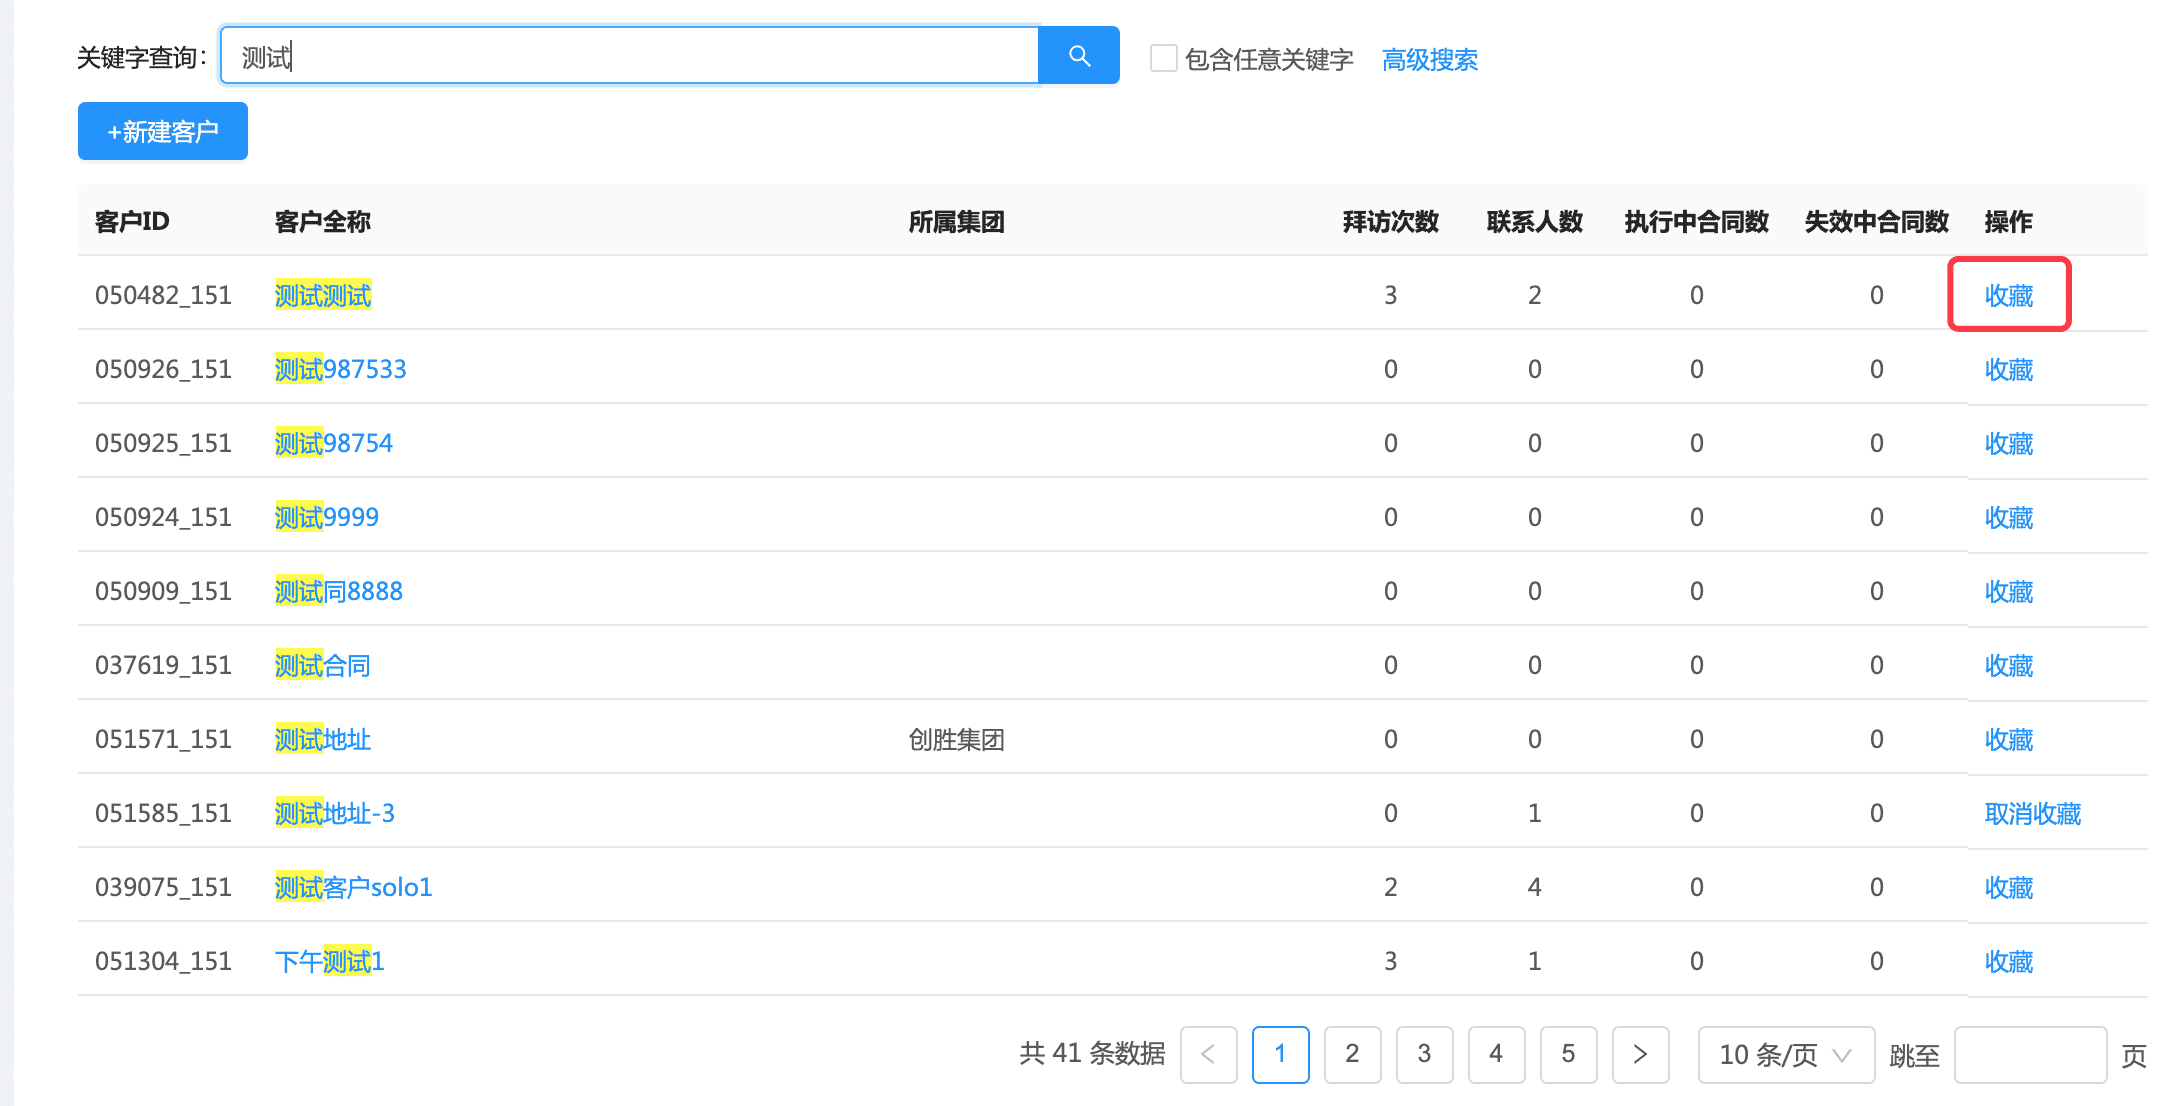 关键字查询： 测试 包含任意关键字 高级搜索
+新建客户
客户ID 客户全称 所属集团 拜访次数 联系人数 执行中合同数 失效中合同数 操作
050482_151 测试测试 3 2 0 0 收藏
050926_151 测试987533 0 0 0 0 收藏
050925_151 测试98754 0 0 0 0 收藏
050924_151 测试9999 0 0 0 0 收藏
050909_151 测试同8888 0 0 0 0 收藏
037619_151 测试合同 0 0 0 0 收藏
051571_151 测试地址 创胜集团 0 0 0 0 收藏
051585_151 测试地址-3 0 1 0 0 取消收藏
039075_151 测试客户solo1 2 4 0 0 收藏
051304_151 下午测试1 3 1 0 0 收藏
共 41 条数据 < 1 2 3 4 5 > 10 条/页 跳至 页